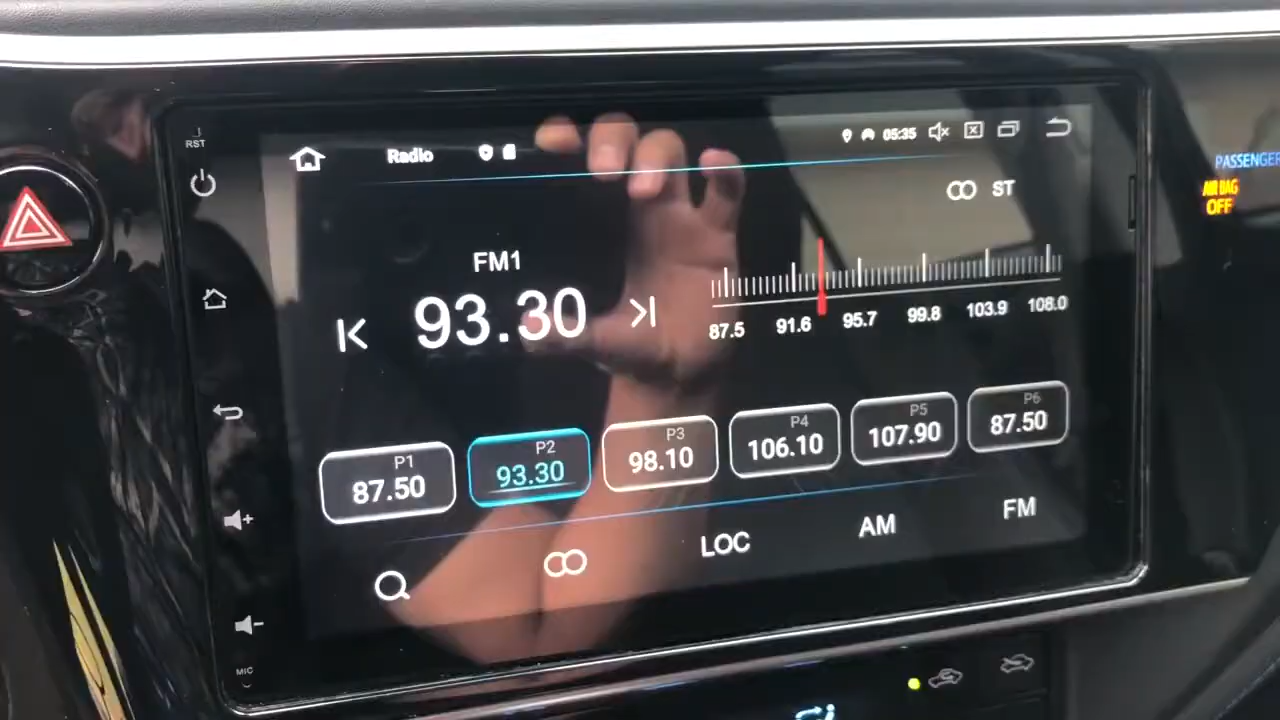 RST
Radio
05:35
PASSENGER
AIR BAG
OFF
ST
FM1
93.30
87.5 91.6 95.7 99.8 103.9 108.0
P1
87.50
P2
93.30
P3
98.10
P4
106.10
P5
107.90
P6
87.50
LOC
AM
FM
MIC